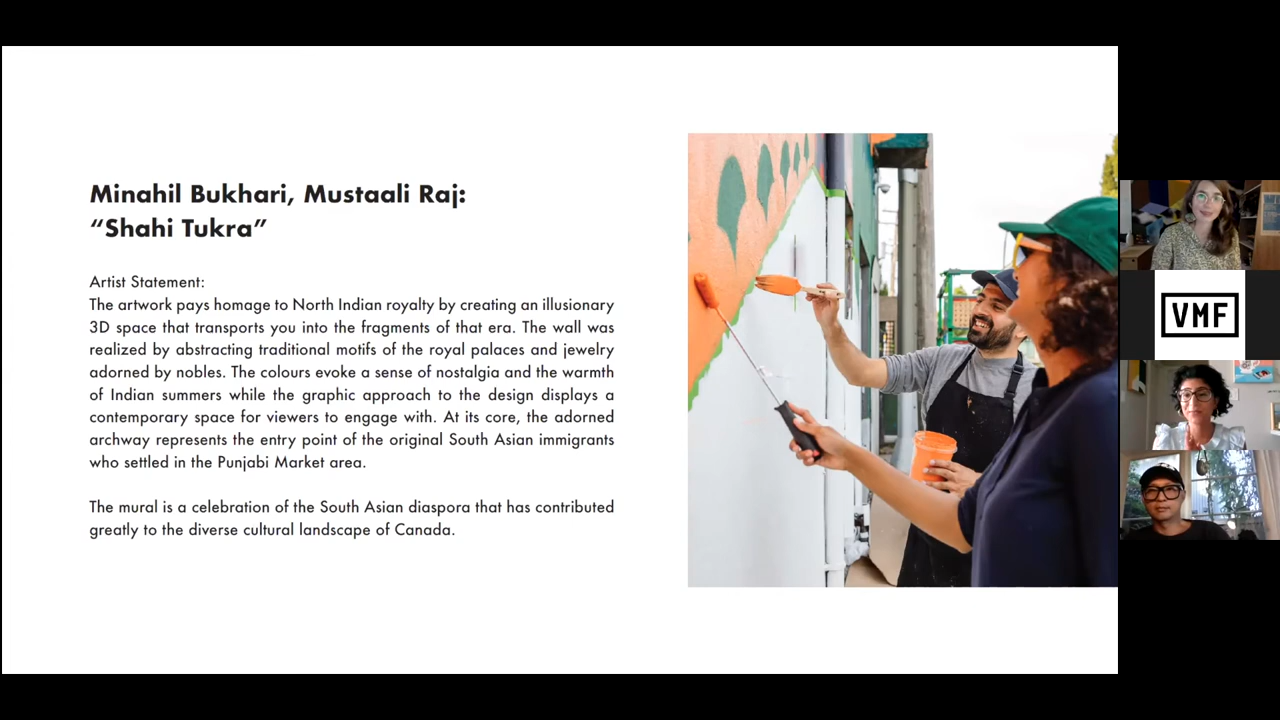 Minahil Bukhari, Mustaali Raj:
“Shahi Tukra”
Artist Statement:
The artwork pays homage to North Indian royalty by creating an illusionary
3D space that transports you into the fragments of that era. The wall was
realized by abstracting traditional motifs of the royal palaces and jewelry
adorned by nobles. The colours evoke a sense of nostalgia and the warmth
of Indian summers while the graphic approach to the design displays a
contemporary space for viewers to engage with. At its core, the adorned
archway represents the entry point of the original South Asian immigrants
who settled in the Punjabi Market area.
The mural is a celebration of the South Asian diaspora that has contributed
greatly to the diverse cultural landscape of Canada.
VMF